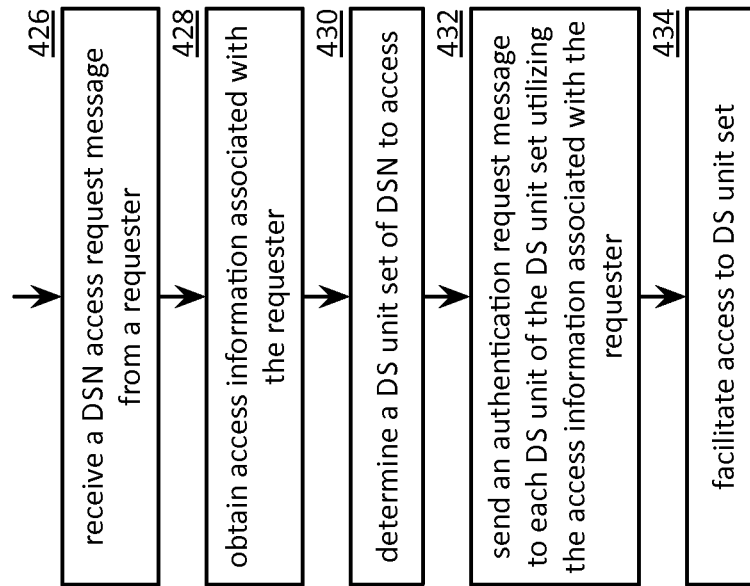 426
receive a DSN access request message
from a requester
428
obtain access information associated with
the requester
430
determine a DS unit set of DSN to access
432
send an authentication request message
to each DS unit of the DS unit set utilizing
the access information associated with the
requester
434
facilitate access to DS unit set